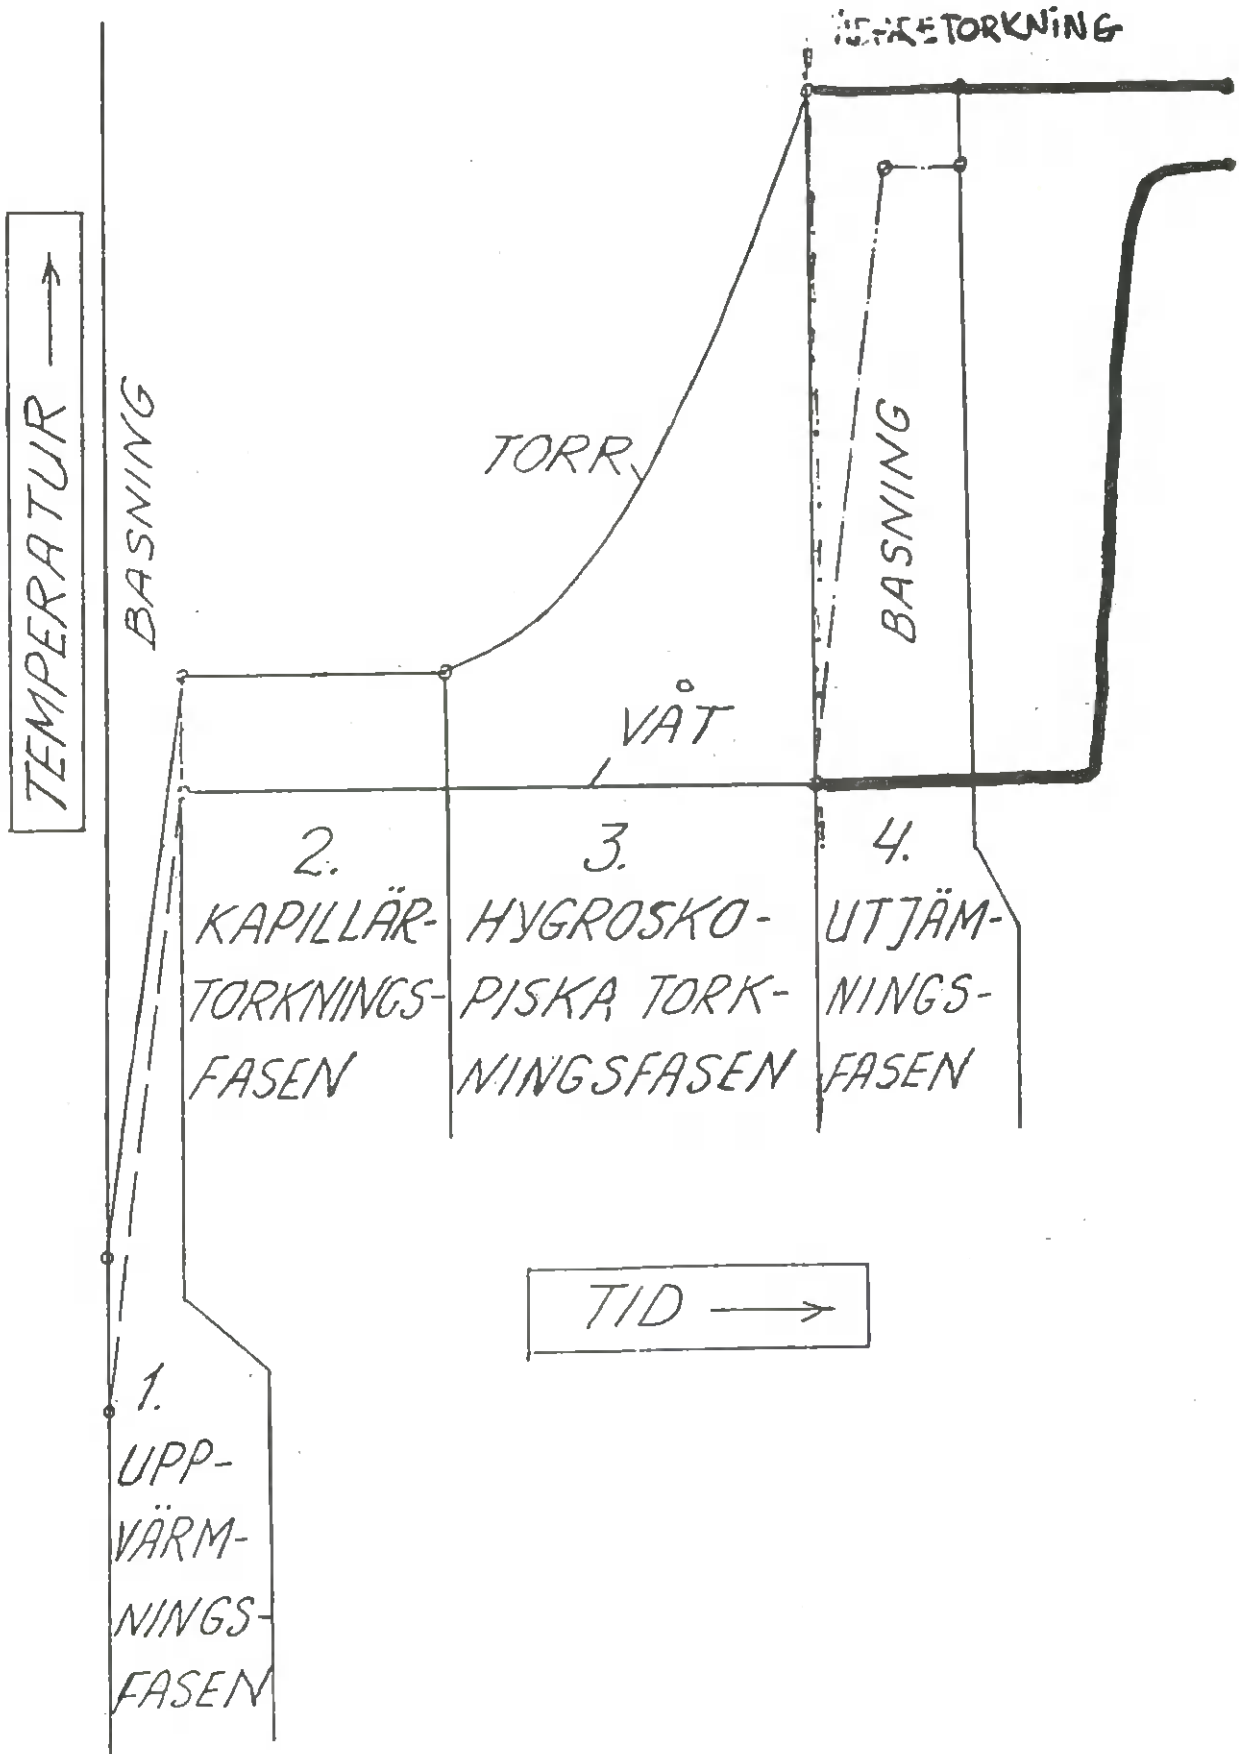 TORKNING
TEMPERATUR →
BASNING
TORR
BASNING
VÅT
2.
KAPILLÄR-
TORKNINGS-
FASEN
3.
HYGROSKO-
PISKA TORK-
NINGSFASEN
4.
UTJÄM-
NINGS-
FASEN
TID →
1.
UPP-
VÄRM-
NINGS-
FASEN